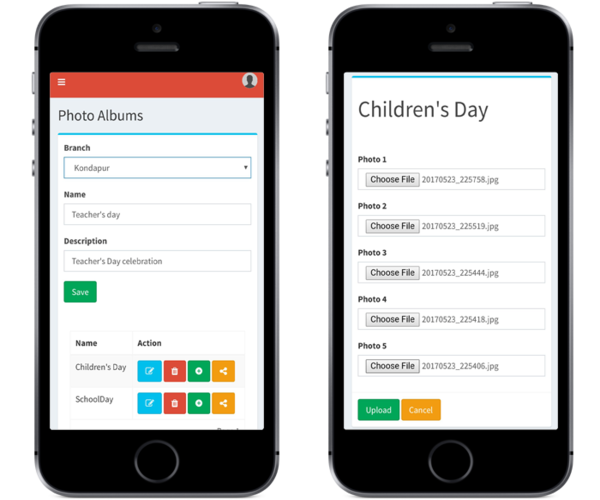 Photo Albums
Branch
Kondapur
Name
Teacher's day
Description
Teacher's Day celebration
Save
Name Action
Children's Day
SchoolDay
Children's Day
Photo 1
Choose File 20170523_225758.jpg
Photo 2
Choose File 20170523_225519.jpg
Photo 3
Choose File 20170523_225444.jpg
Photo 4
Choose File 20170523_225418.jpg
Photo 5
Choose File 20170523_225406.jpg
Upload Cancel